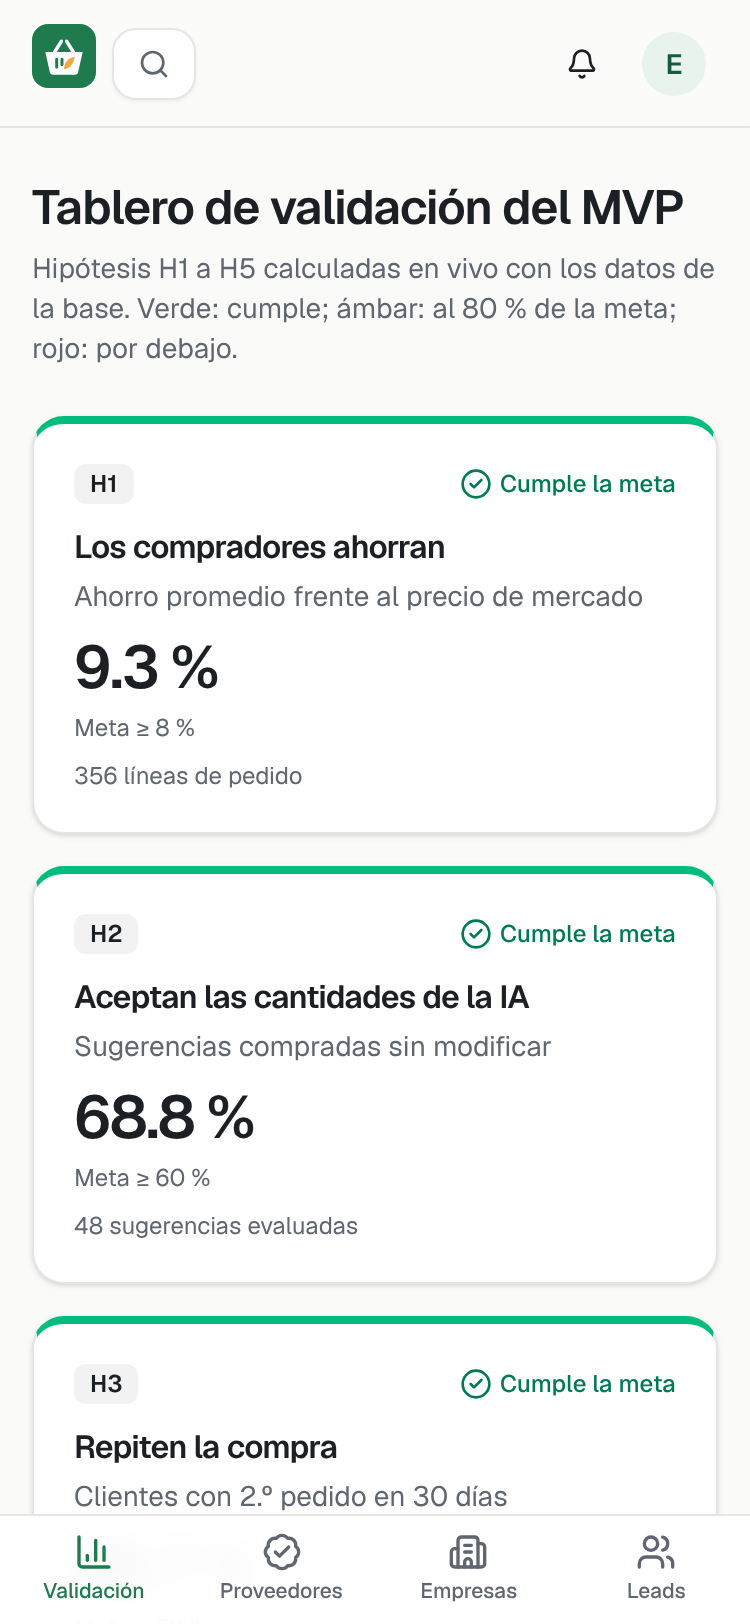 E
Tablero de validación del MVP
Hipótesis H1 a H5 calculadas en vivo con los datos de
la base. Verde: cumple; ámbar: al 80 % de la meta;
rojo: por debajo.
H1
Cumple la meta
Los compradores ahorran
Ahorro promedio frente al precio de mercado
9.3 %
Meta ≥ 8 %
356 líneas de pedido
H2
Cumple la meta
Aceptan las cantidades de la IA
Sugerencias compradas sin modificar
68.8 %
Meta ≥ 60 %
48 sugerencias evaluadas
H3
Cumple la meta
Repiten la compra
Clientes con 2.º pedido en 30 días
Validación
Proveedores
Empresas
Leads